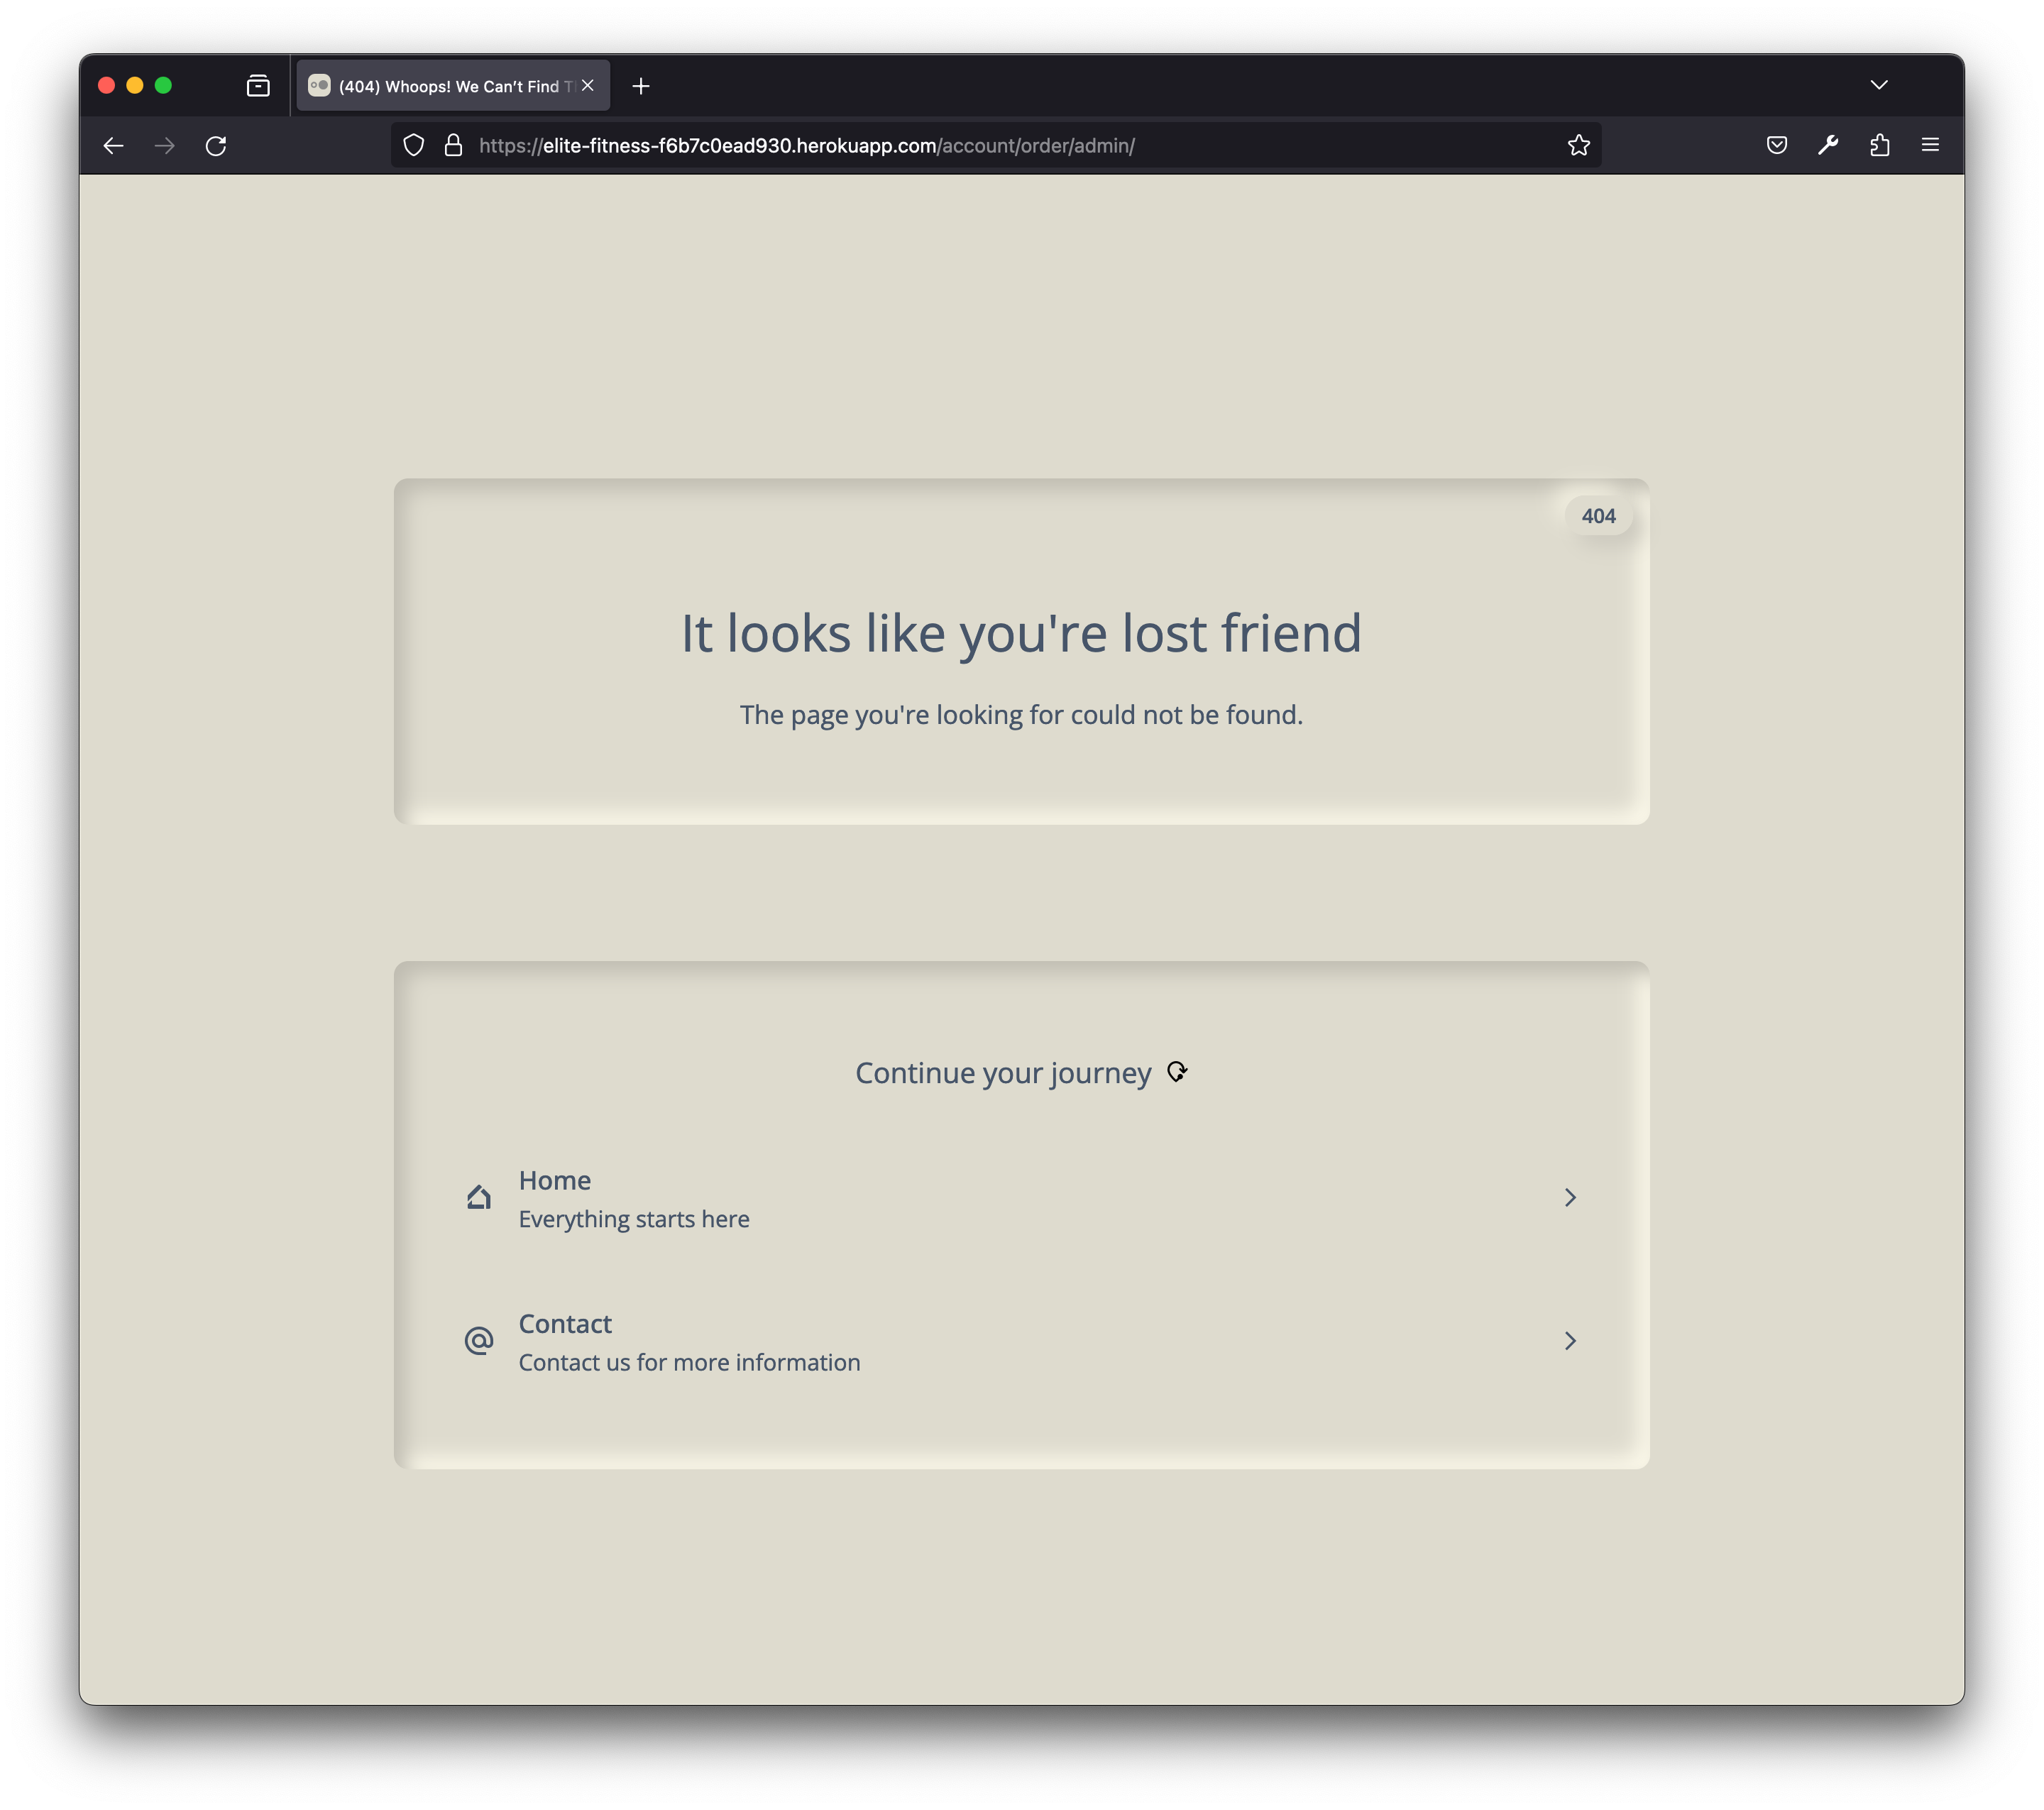 (404) Whoops! We Can't Find T
https://elite-fitness-f6b7c0ead930.herokuapp.com/account/order/admin/
404
It looks like you're lost friend
The page you're looking for could not be found.
Continue your journey
Home
Everything starts here
Contact
Contact us for more information